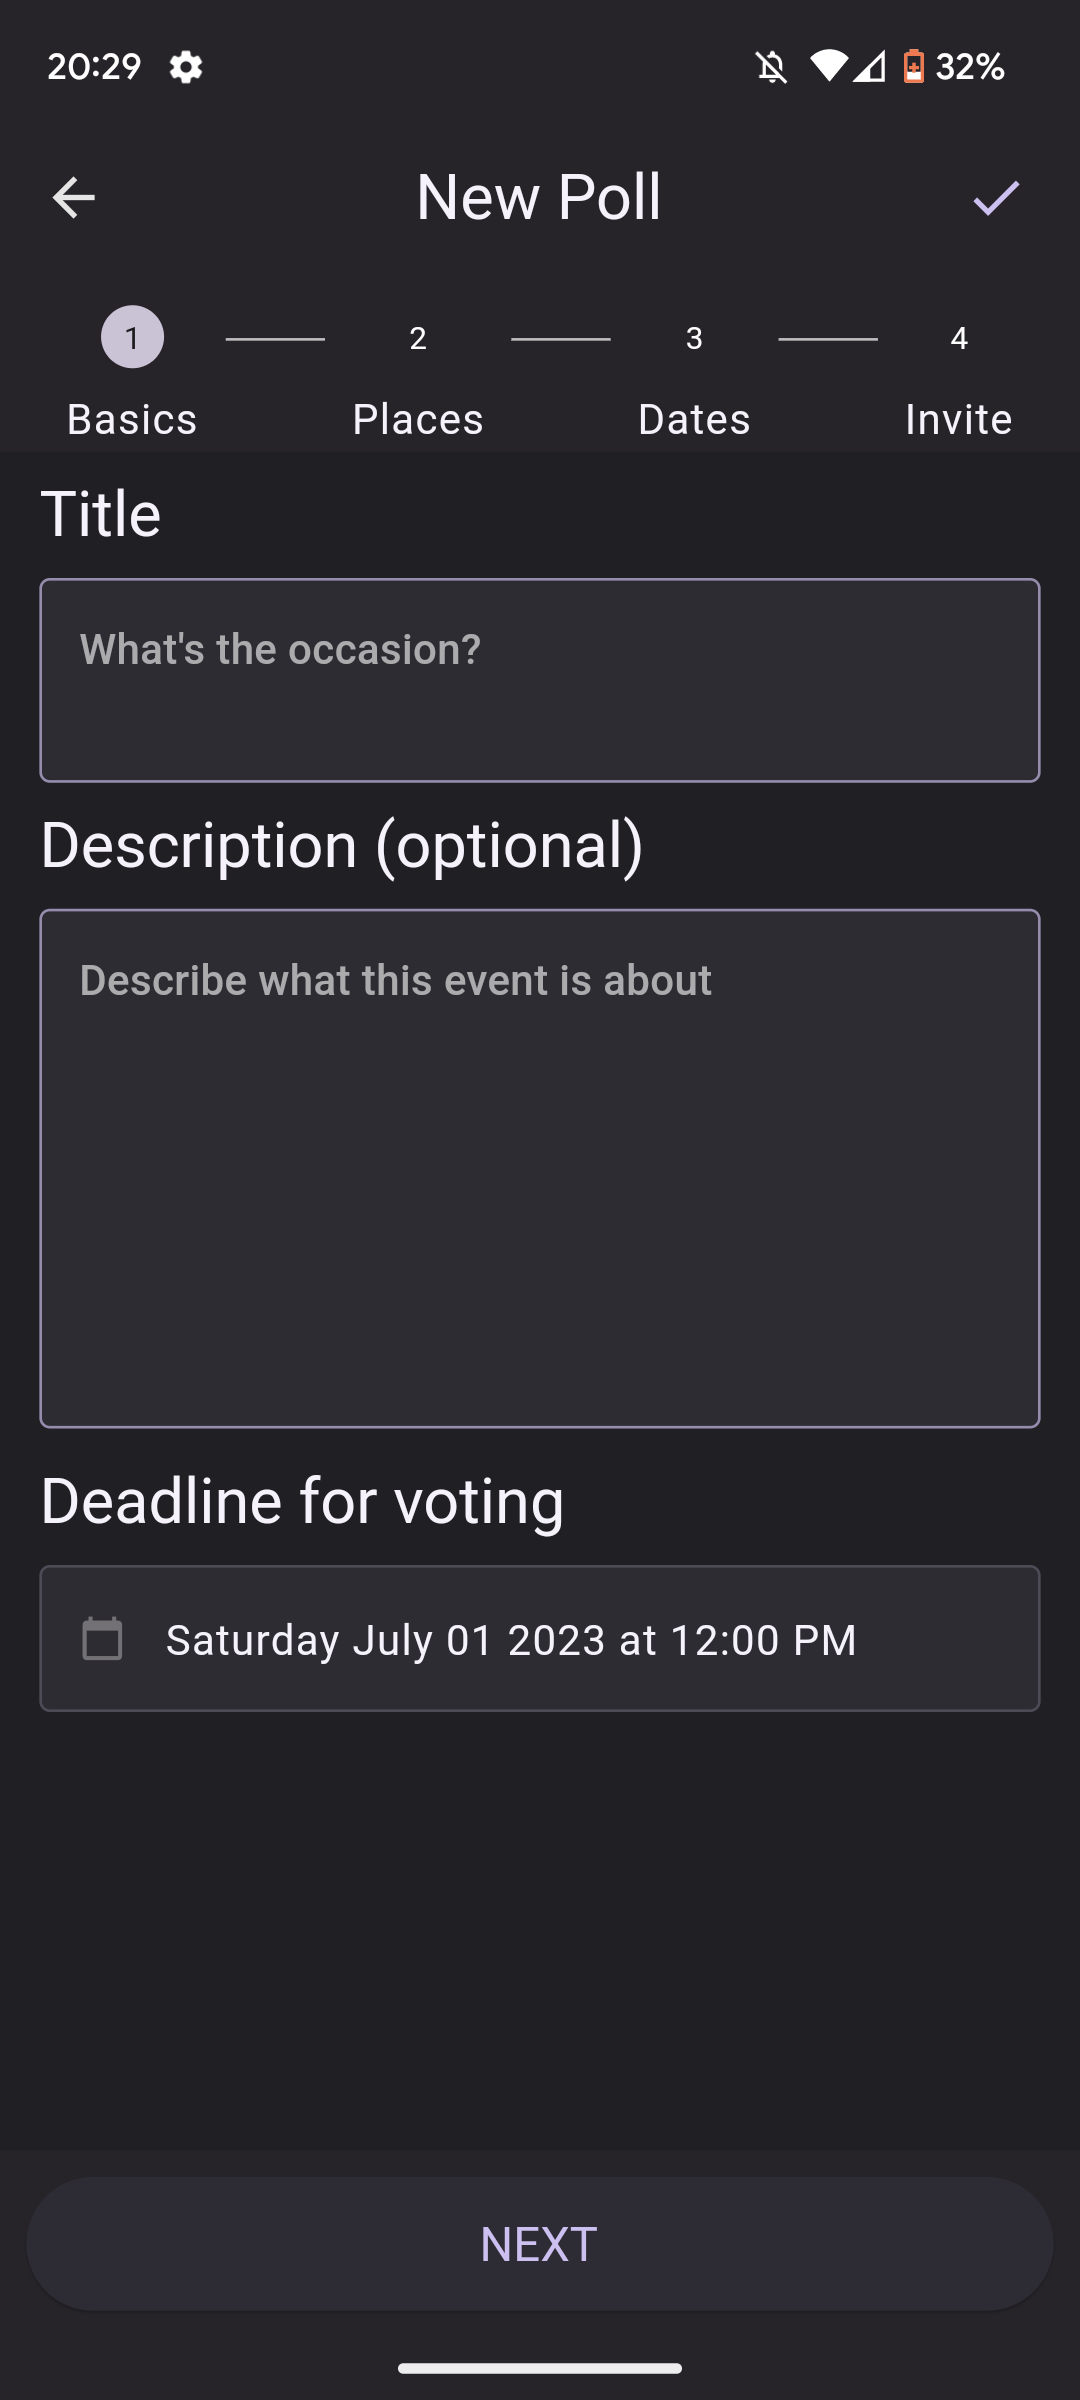 20:29 32%
New Poll
1 2 3 4
Basics Places Dates Invite
Title
What's the occasion?
Description (optional)
Describe what this event is about
Deadline for voting
Saturday July 01 2023 at 12:00 PM
NEXT